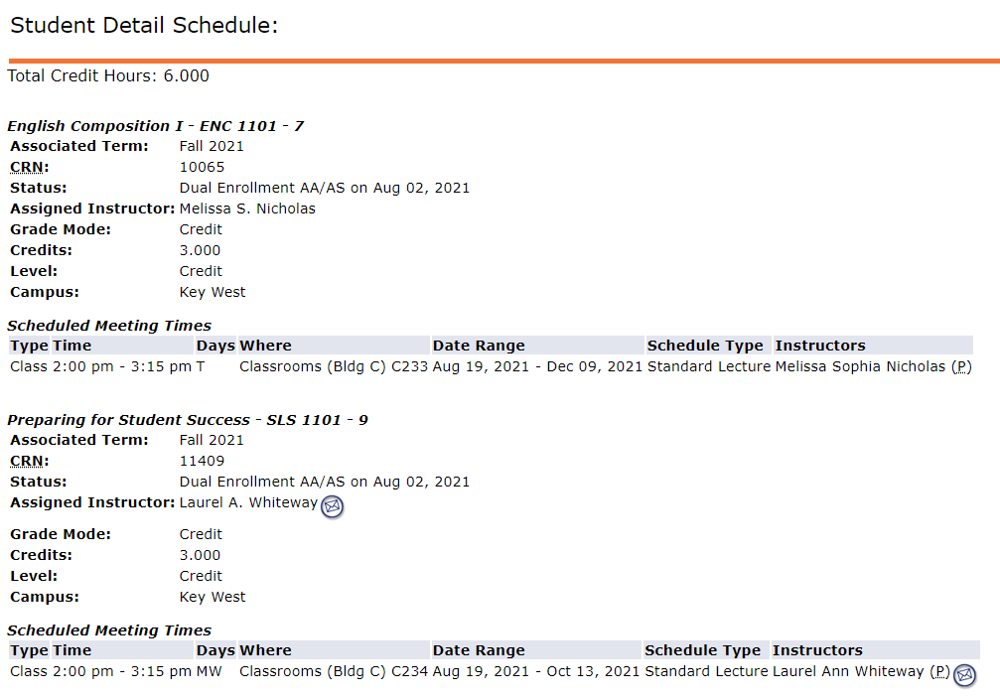 Student Detail Schedule:
Total Credit Hours: 6.000
English Composition I - ENC 1101 - 7
Associated Term: Fall 2021
CRN: 10065
Status: Dual Enrollment AA/AS on Aug 02, 2021
Assigned Instructor: Melissa S. Nicholas
Grade Mode: Credit
Credits: 3.000
Level: Credit
Campus: Key West
Scheduled Meeting Times
Type Time Days Where Date Range Schedule Type Instructors
Class 2:00 pm - 3:15 pm T Classrooms (Bldg C) C233 Aug 19, 2021 - Dec 09, 2021 Standard Lecture Melissa Sophia Nicholas (P)
Preparing for Student Success - SLS 1101 - 9
Associated Term: Fall 2021
CRN: 11409
Status: Dual Enrollment AA/AS on Aug 02, 2021
Assigned Instructor: Laurel A. Whiteway
Grade Mode: Credit
Credits: 3.000
Level: Credit
Campus: Key West
Scheduled Meeting Times
Type Time Days Where Date Range Schedule Type Instructors
Class 2:00 pm - 3:15 pm MW Classrooms (Bldg C) C234 Aug 19, 2021 - Oct 13, 2021 Standard Lecture Laurel Ann Whiteway (P)